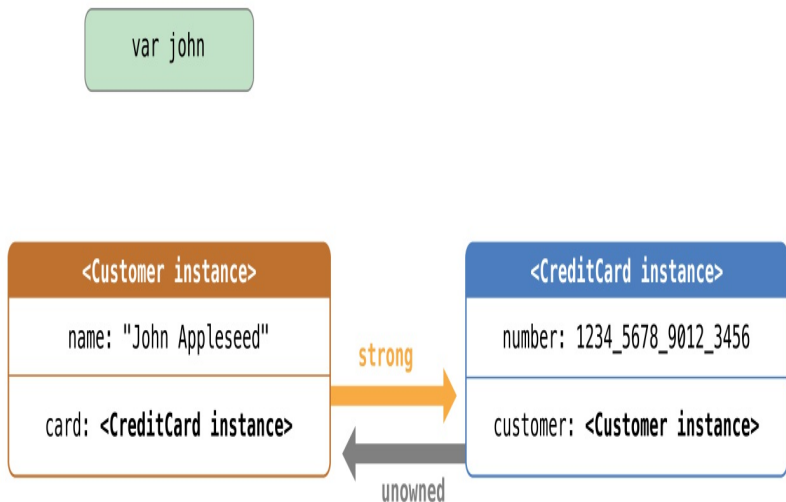 var john
<Customer instance>
name: "John Appleseed"
card: <CreditCard instance>
strong
unowned
<CreditCard instance>
number: 1234_5678_9012_3456
customer: <Customer instance>